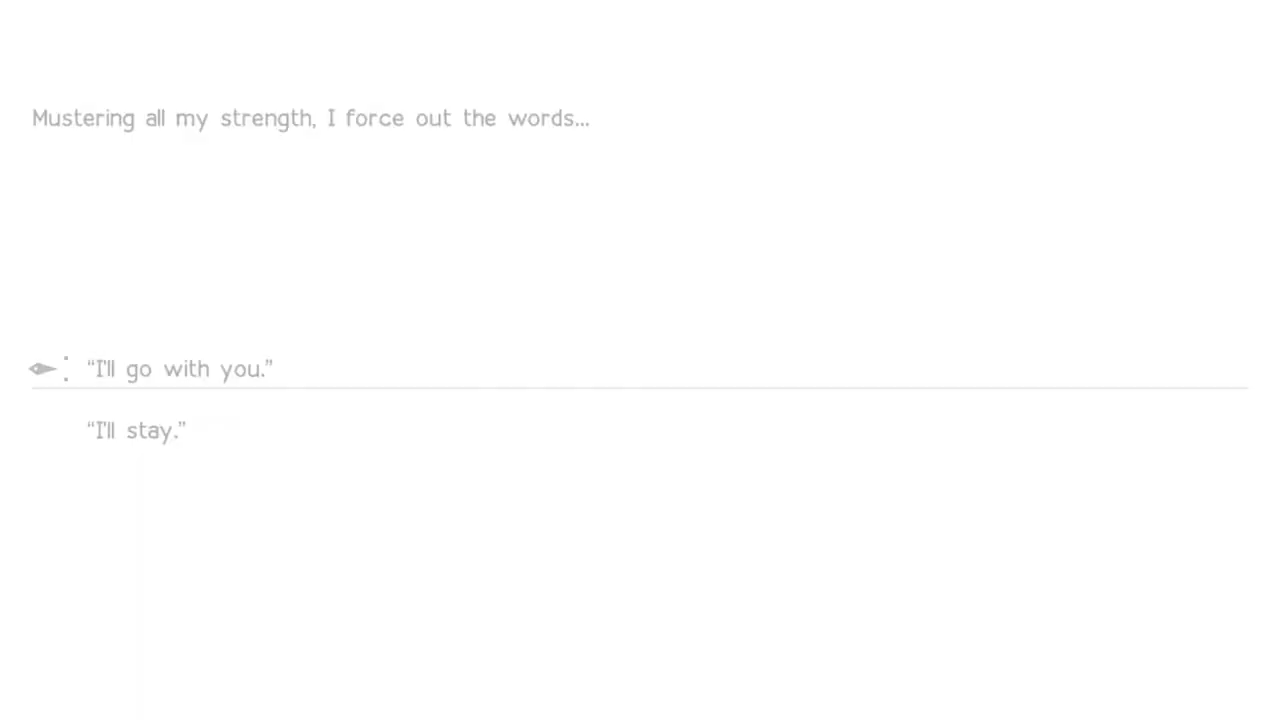 Mustering all my strength, I force out the words...
“I'll go with you.”
“I'll stay.”